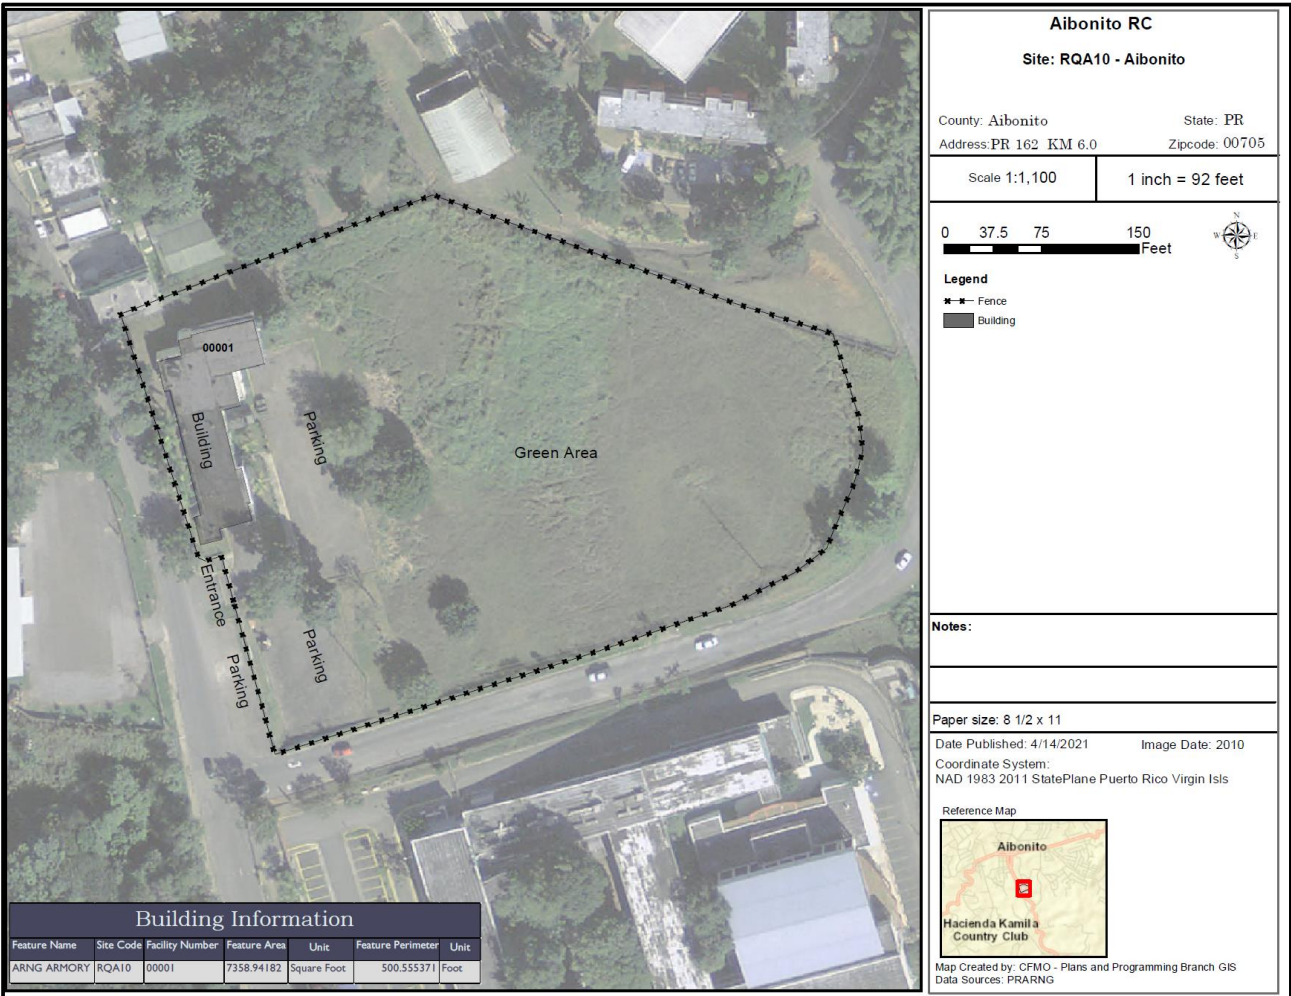 00001
Building
Parking
Green Area
Entrance
Parking
Parking
Building Information
Feature Name Site Code Facility Number Feature Area Unit Feature Perimeter Unit
ARNG ARMORY RQA10 00001 7358.94182 Square Foot 500.555371 Foot
Aibonito RC
Site: RQA10 - Aibonito
County: Aibonito State: PR
Address:PR 162 KM 6.0 Zipcode: 00705
Scale 1:1,100 1 inch = 92 feet
0 37.5 75 150
Feet
N
W E
S
Legend
Fence
Building
Notes:
Paper size: 8 1/2 x 11
Date Published: 4/14/2021 Image Date: 2010
Coordinate System:
NAD 1983 2011 StatePlane Puerto Rico Virgin Isls
Reference Map
Aibonito
Hacienda Kamila
Country Club
Map Created by: CFMO - Plans and Programming Branch GIS
Data Sources: PRARNG